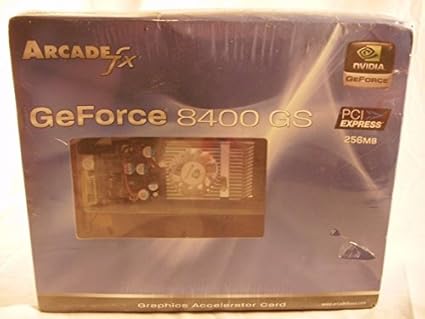 ARCADE fx
NVIDIA
GEFORCE
GeForce 8400 GS
PCI
EXPRESS
256MB
Graphics Accelerator Card